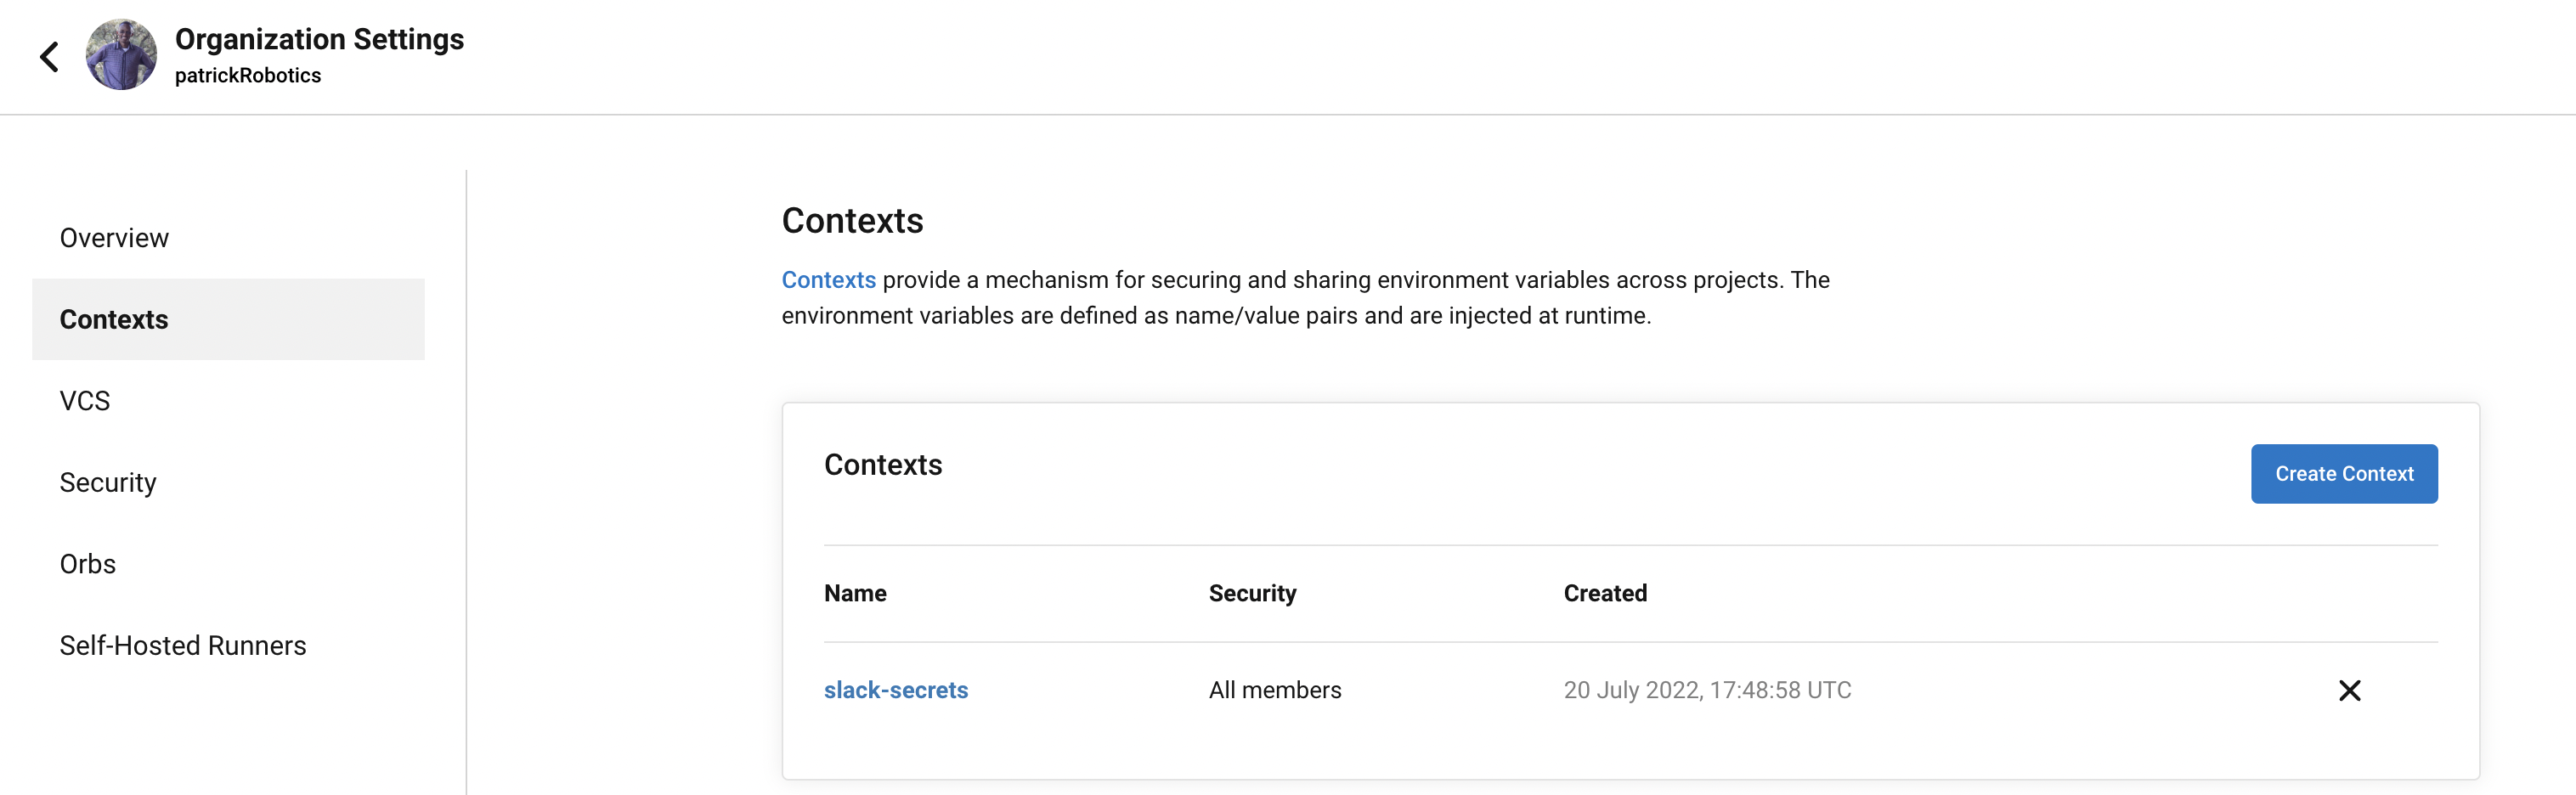 Organization Settings
patrickRobotics
Overview
Contexts
VCS
Security
Orbs
Self-Hosted Runners
Contexts
Contexts provide a mechanism for securing and sharing environment variables across projects. The
environment variables are defined as name/value pairs and are injected at runtime.
Contexts
Create Context
Name Security Created
slack-secrets All members 20 July 2022, 17:48:58 UTC